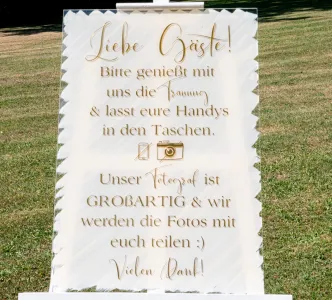 Liebe Gäste!
Bitte genießt mit
uns die Trauung
& lasst eure Handys
in den Taschen.
Unser Fotograf ist
GROẞARTIG & wir
werden die Fotos mit
euch teilen :)
Vielen Dank!